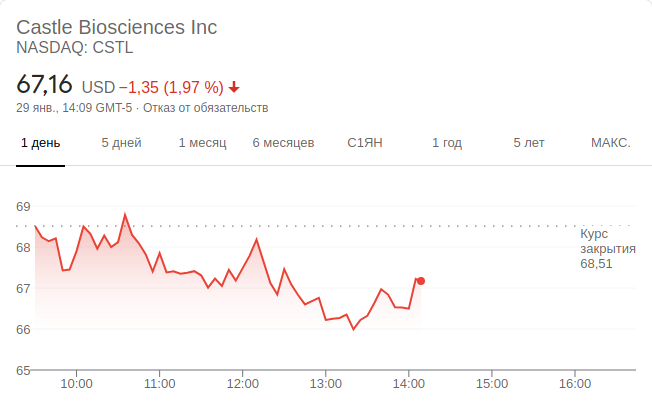 Castle Biosciences Inc
NASDAQ: CSTL
67,16 USD −1,35 (1,97 %)
29 янв., 14:09 GMT-5 · Отказ от обязательств
1 день 5 дней 1 месяц 6 месяцев С1ЯН 1 год 5 лет МАКС.
69
Курс
закрытия
68,51
68
67
66
65
10:00 11:00 12:00 13:00 14:00 15:00 16:00